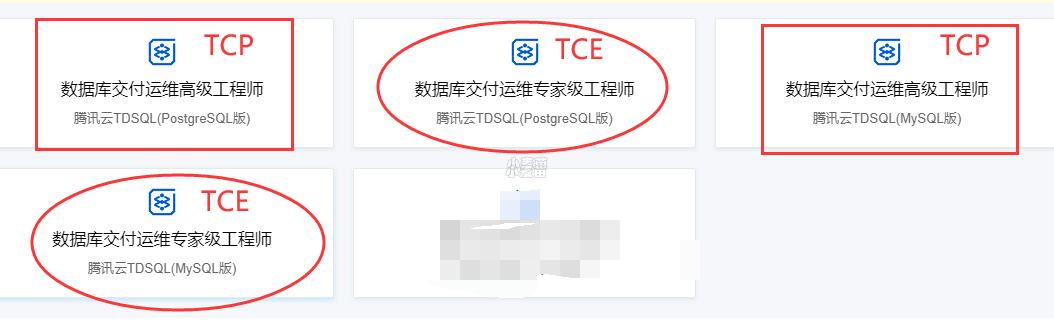 TCP
数据库交付运维高级工程师
腾讯云TDSQL(PostgreSQL版)
TCE
数据库交付运维专家级工程师
腾讯云TDSQL(PostgreSQL版)
TCP
数据库交付运维高级工程师
腾讯云TDSQL(MySQL版)
小麦苗
小麦苗
TCE
数据库交付运维专家级工程师
腾讯云TDSQL(MySQL版)